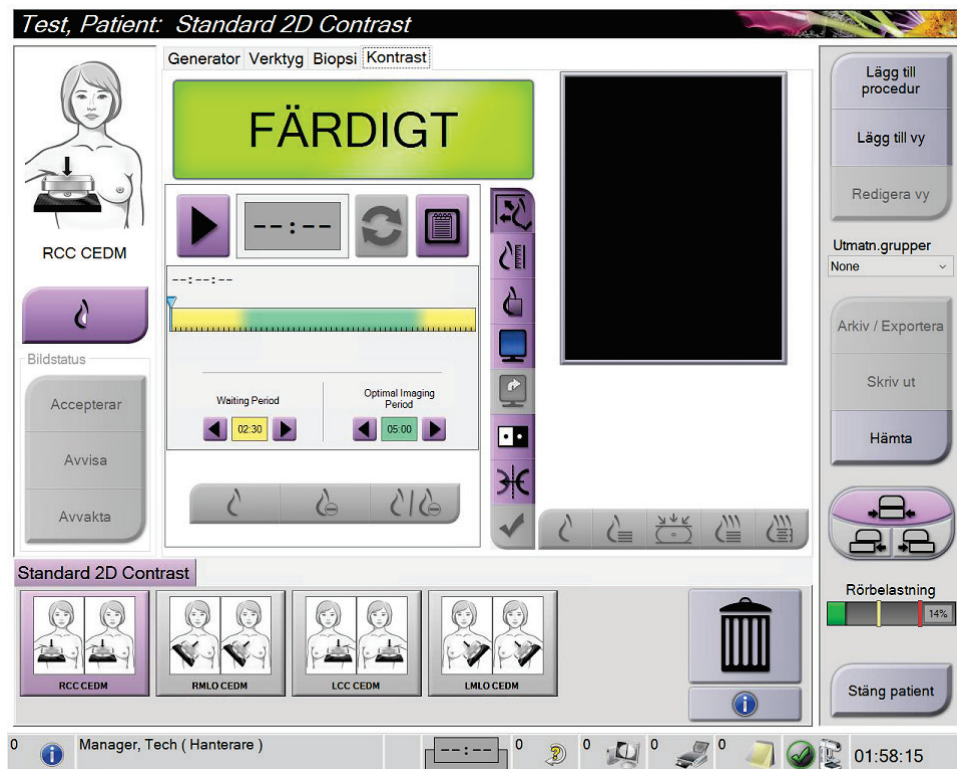 Test, Patient: Standard 2D Contrast
Generator Verktyg Biopsi Kontrast
FÄRDIGT
--:--
--:--:--
Waiting Period
02:30
Optimal Imaging
Period
05:00
RCC CEDM
Bildstatus
Accepterar
Avvisa
Avvakta
Lägg till
procedur
Lägg till vy
Redigera vy
Utmatn.grupper
None
Arkiv / Exportera
Skriv ut
Hämta
Rörbelastning
14%
Stäng patient
Standard 2D Contrast
RCC CEDM
RMLO CEDM
LCC CEDM
LMLO CEDM
0 Manager, Tech ( Hanterare ) --:-- 0 0 0 0 01:58:15